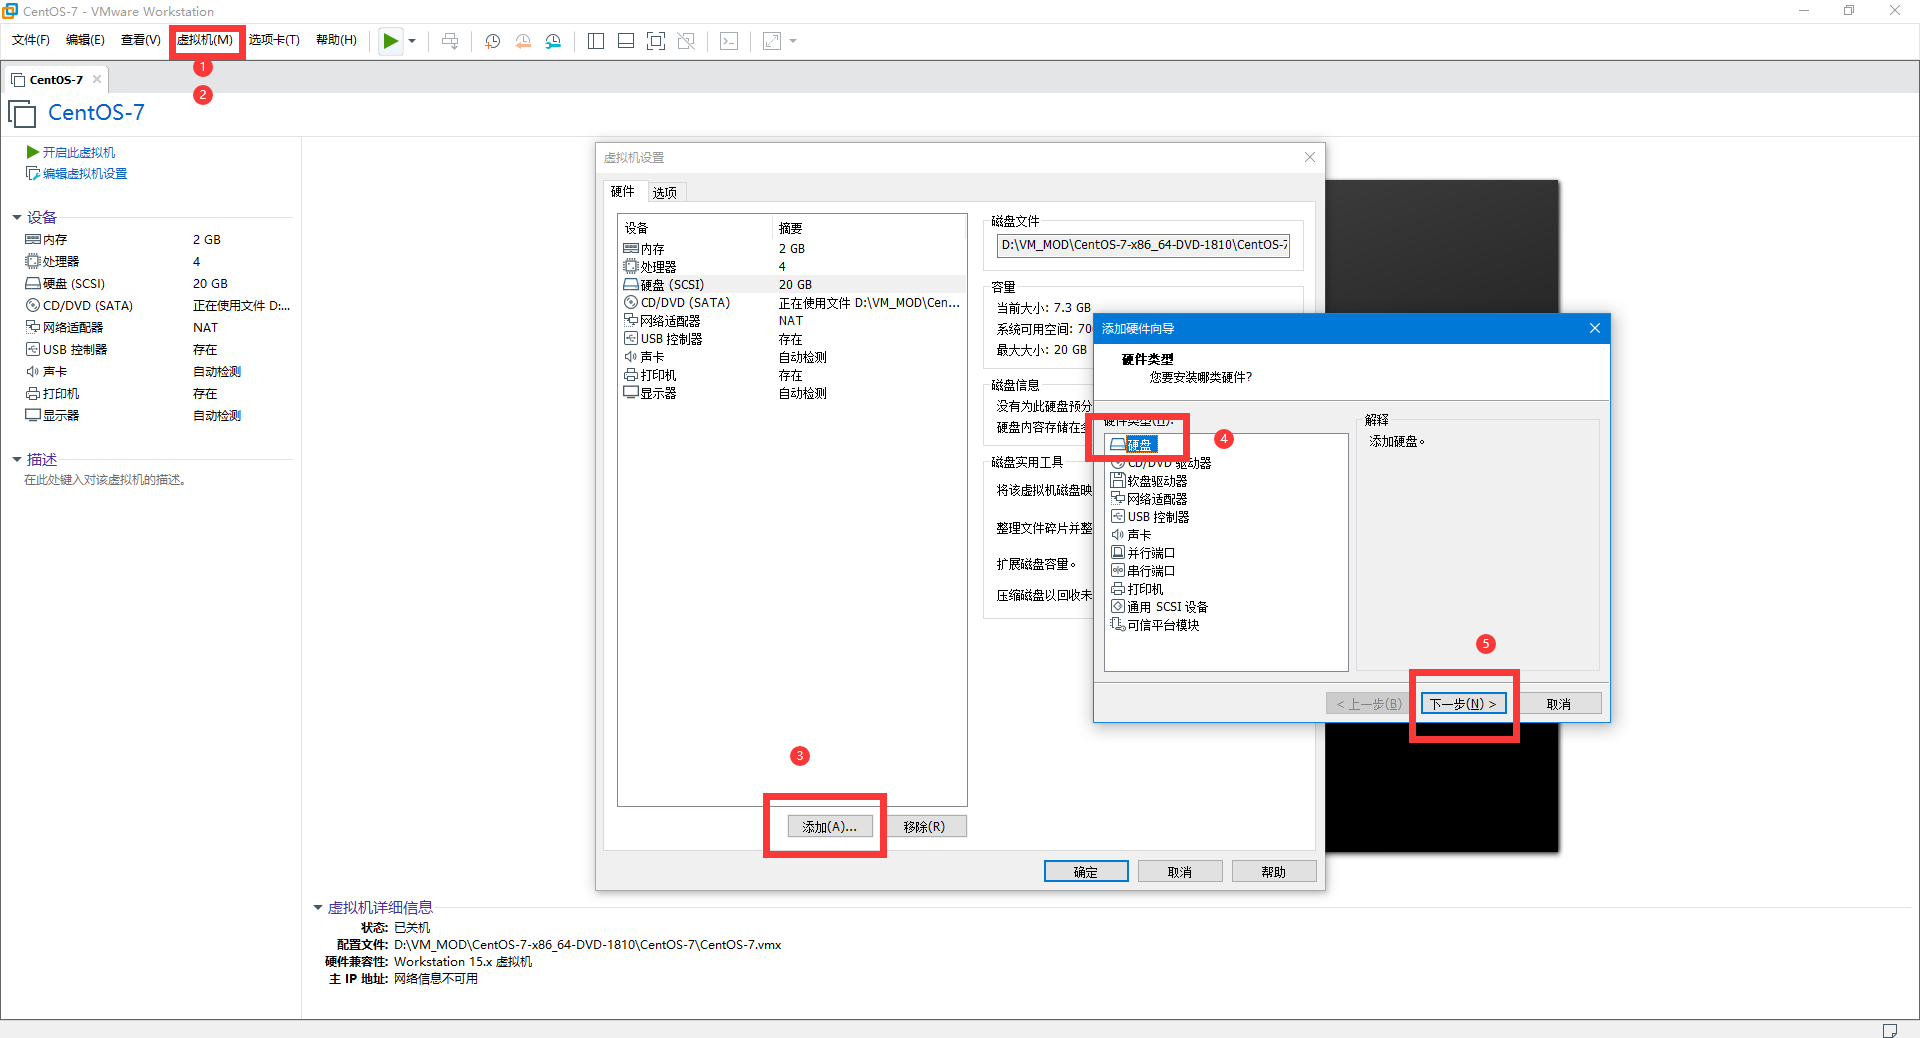 CentOS-7 - VMware Workstation
文件(F) 编辑(E) 查看(V) 虚拟机(M) 选项卡(T) 帮助(H)
1
CentOS-7
2
CentOS-7
开启此虚拟机
编辑虚拟机设置
设备
内存 2 GB
处理器 4
硬盘 (SCSI) 20 GB
CD/DVD (SATA) 正在使用文件 D:...
网络适配器 NAT
USB 控制器 存在
声卡 自动检测
打印机 存在
显示器 自动检测
描述
在此处键入对该虚拟机的描述。
虚拟机设置
硬件 选项
设备 摘要
内存 2 GB
处理器 4
硬盘 (SCSI) 20 GB
CD/DVD (SATA) 正在使用文件 D:\VM_MOD\Cen...
网络适配器 NAT
USB 控制器 存在
声卡 自动检测
打印机 存在
显示器 自动检测
3
添加(A)... 移除(R)
磁盘文件
D:\VM_MOD\CentOS-7-x86_64-DVD-1810\CentOS-7
容量
当前大小: 7.3 GB
系统可用空间: 70
最大大小: 20 GB
磁盘信息
没有为此硬盘预分
硬盘内容存储在
磁盘实用工具
将该虚拟机磁盘映
整理文件碎片并整
扩展磁盘容量。
压缩磁盘以回收未
确定 取消 帮助
添加硬件向导
硬件类型
您要安装哪类硬件?
硬件类型(H):
硬盘
4
CD/DVD 驱动器
软盘驱动器
网络适配器
USB 控制器
声卡
并行端口
串行端口
打印机
通用 SCSI 设备
可信平台模块
解释
添加硬盘。
5
< 上一步(B) 下一步(N) > 取消
虚拟机详细信息
状态: 已关机
配置文件: D:\VM_MOD\CentOS-7-x86_64-DVD-1810\CentOS-7\CentOS-7.vmx
硬件兼容性: Workstation 15.x 虚拟机
主 IP 地址: 网络信息不可用